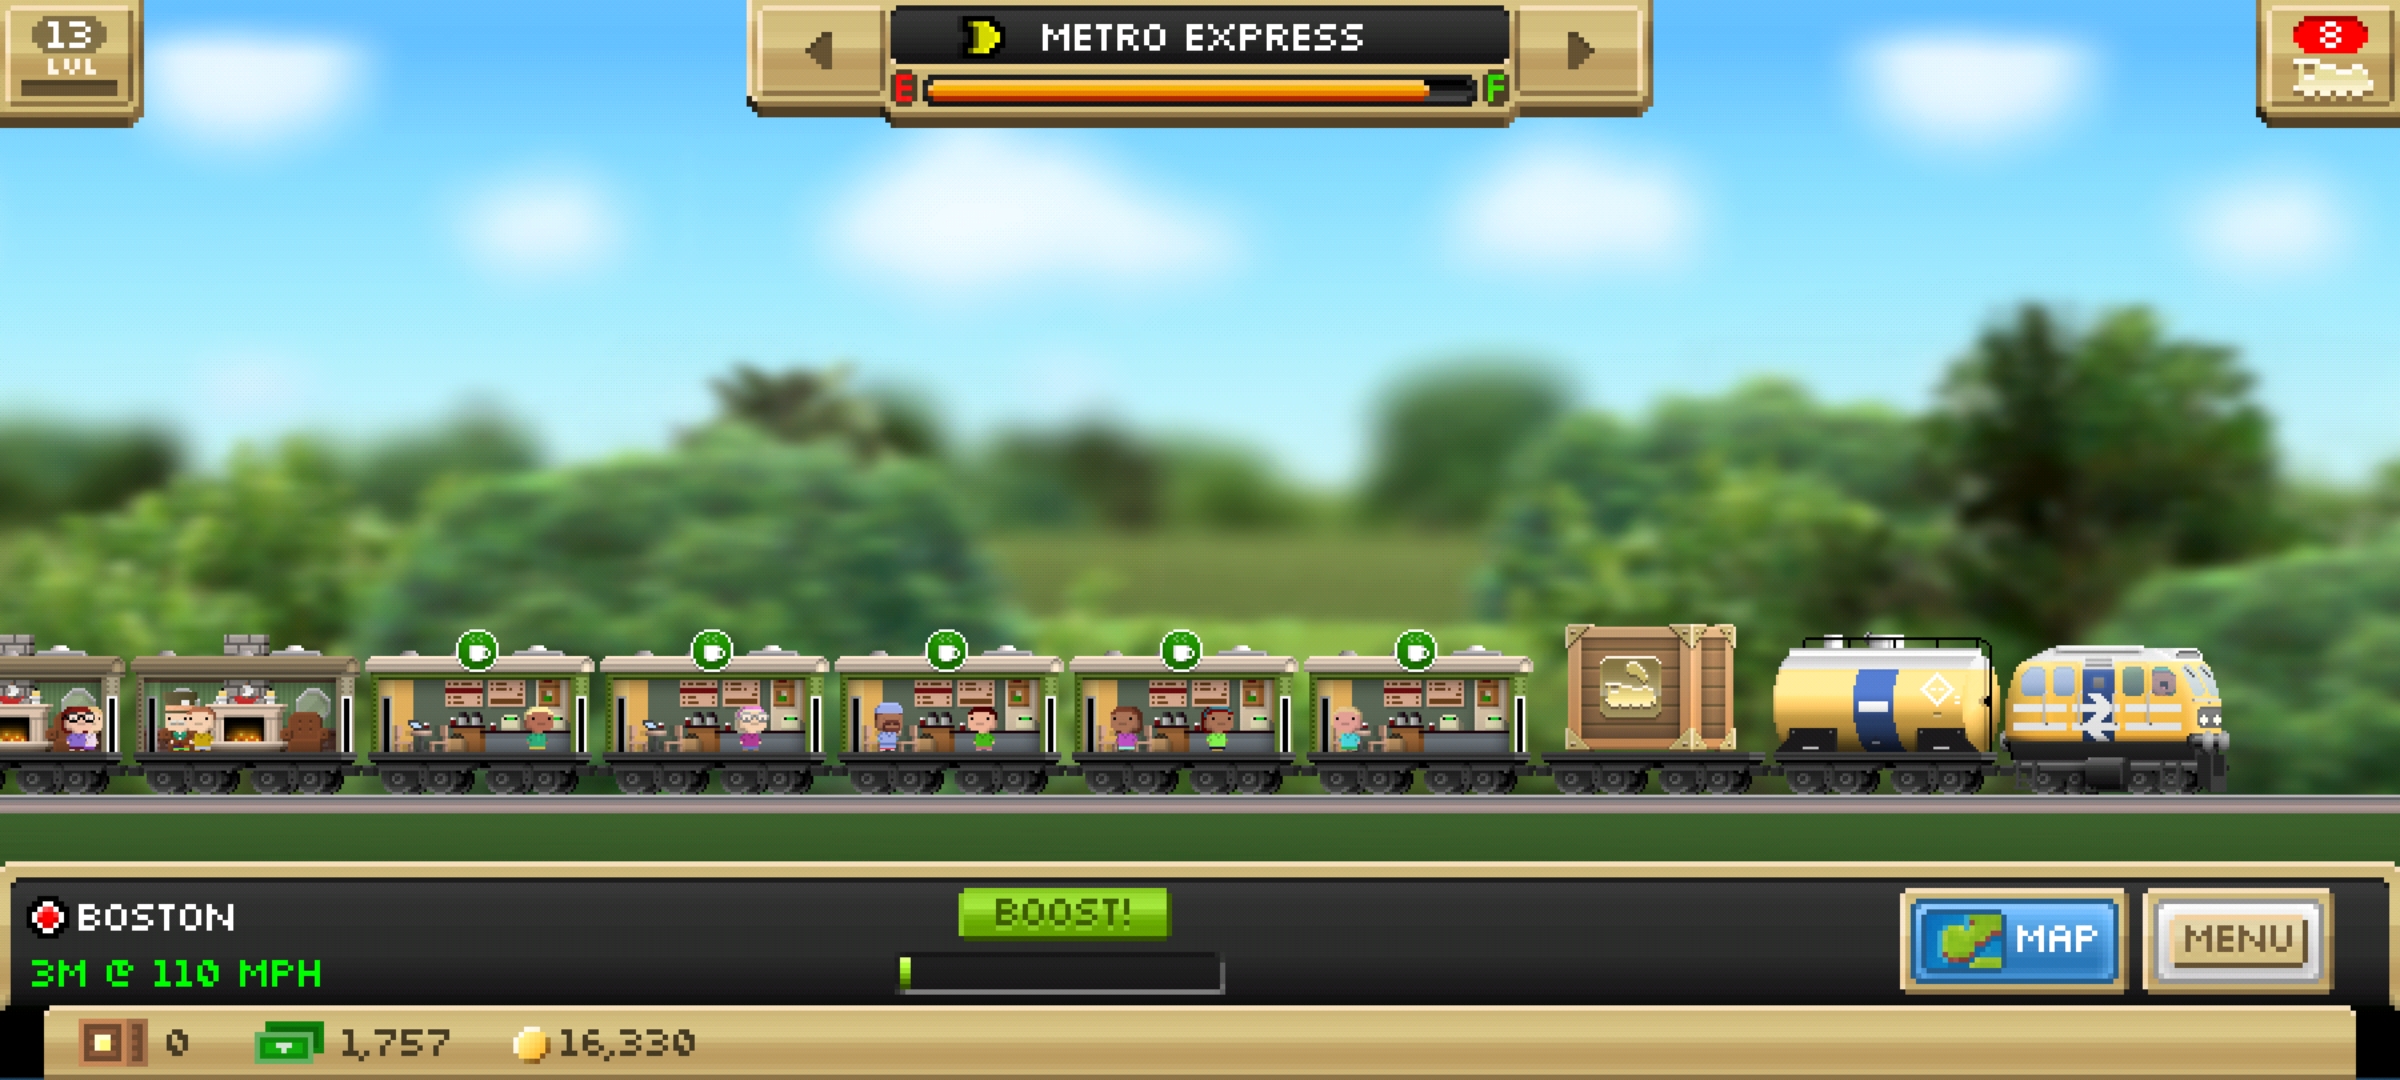 13
LVL
METRO EXPRESS
E F
8
BOSTON
3M @ 110 MPH
BOOST!
MAP
MENU
0
1,757
16,330